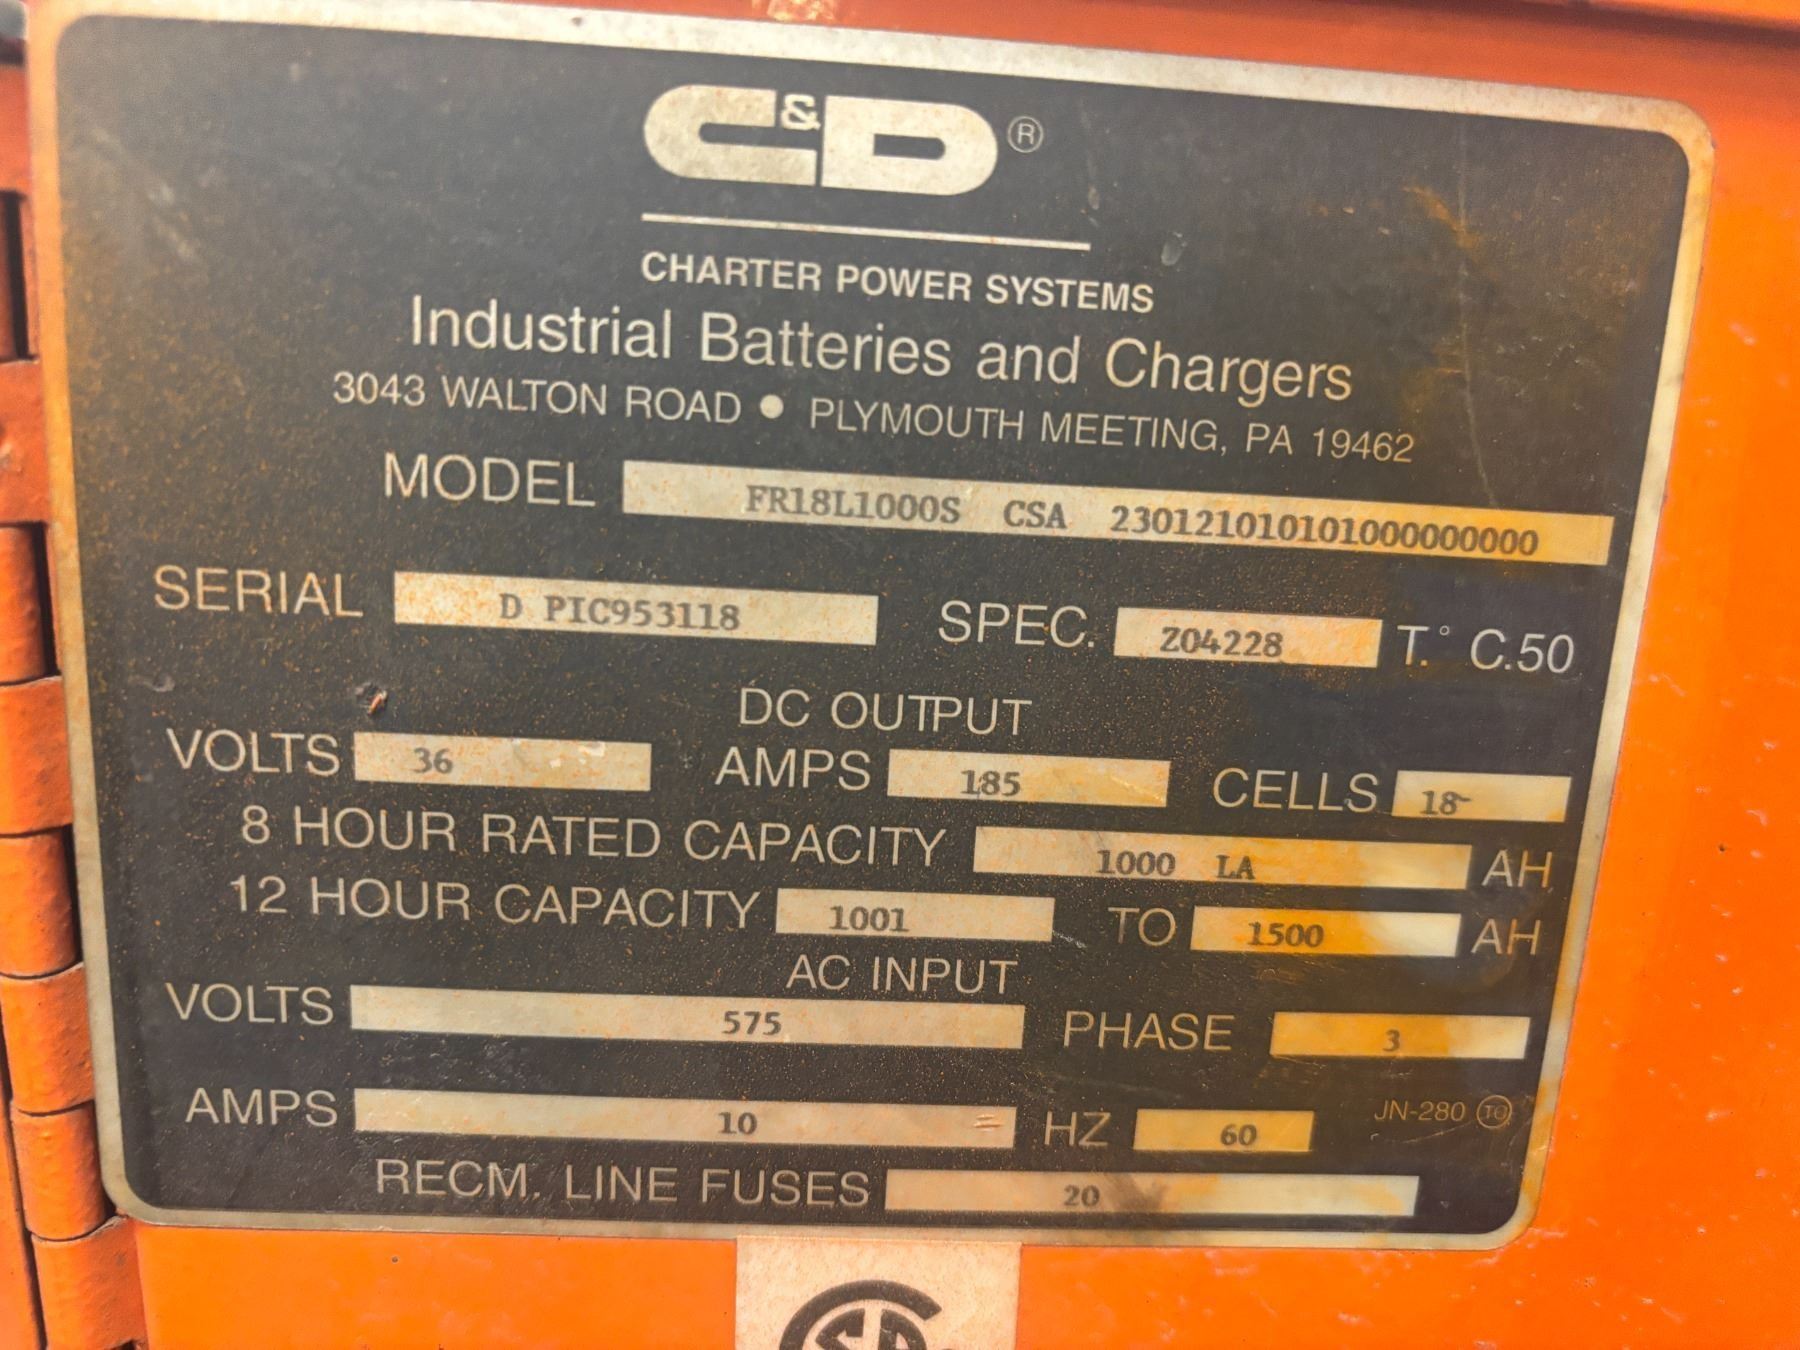 C&D®
CHARTER POWER SYSTEMS
Industrial Batteries and Chargers
3043 WALTON ROAD • PLYMOUTH MEETING, PA 19462
MODEL FR18L1000S CSA 230121010101000000000
SERIAL D PIC953118 SPEC. Z04228 T.° C.50
DC OUTPUT
VOLTS 36 AMPS 185 CELLS 18-
8 HOUR RATED CAPACITY 1000 LA AH
12 HOUR CAPACITY 1001 TO 1500 AH
AC INPUT
VOLTS 575 PHASE 3
AMPS 10 = HZ 60 JN-280 TO
RECM. LINE FUSES 20